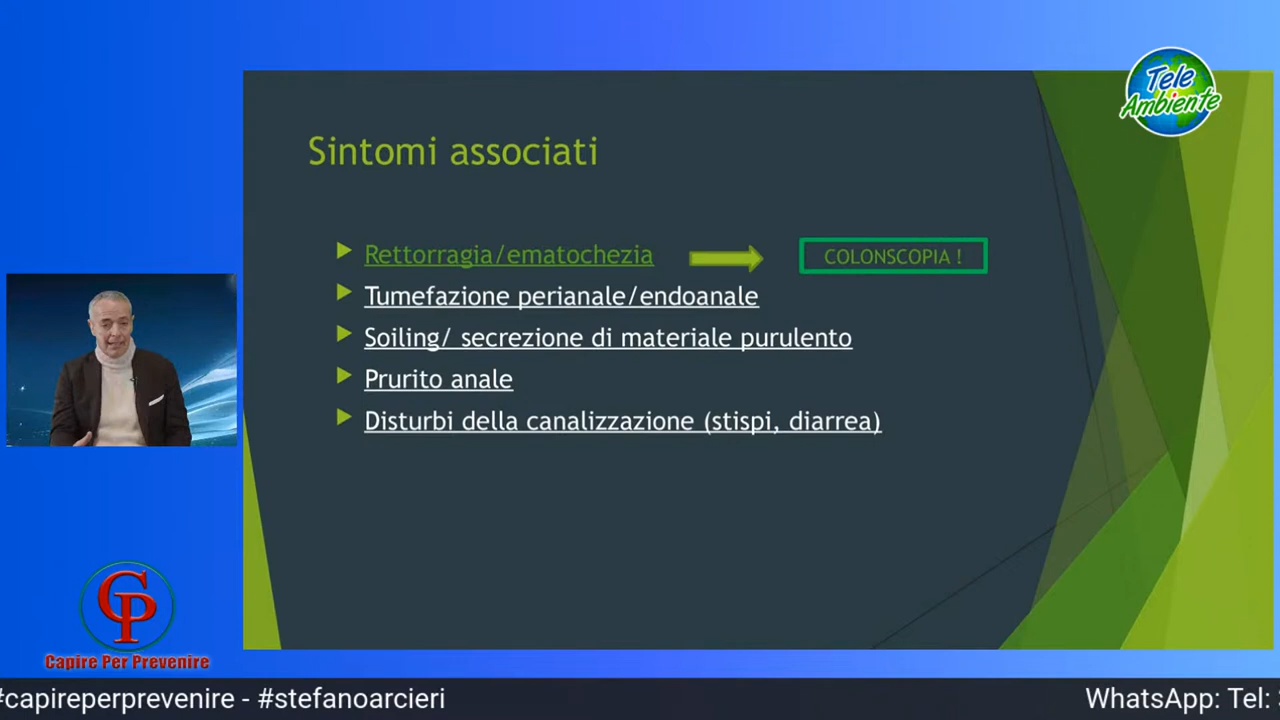 Tele
Ambiente
Sintomi associati
Rettorragia/ematochezia
COLONSCOPIA !
Tumefazione perianale/endoanale
Soiling/ secrezione di materiale purulento
Prurito anale
Disturbi della canalizzazione (stispi, diarrea)
CP
Capire Per Prevenire
#capireperprevenire - #stefanoarcieri
WhatsApp: Tel: